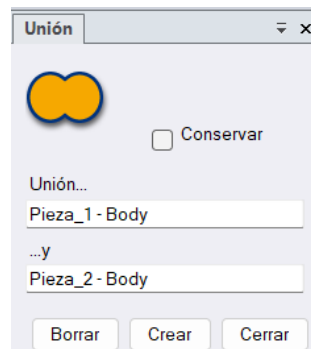 Unión
Conservar
Unión...
Pieza_1 - Body
...y
Pieza_2 - Body
Borrar Crear Cerrar